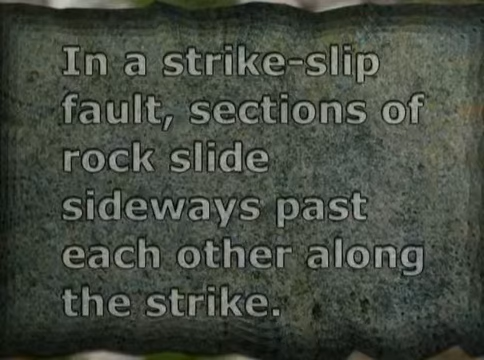 In a strike-slip
fault, sections of
rock slide
sideways past
each other along
the strike.